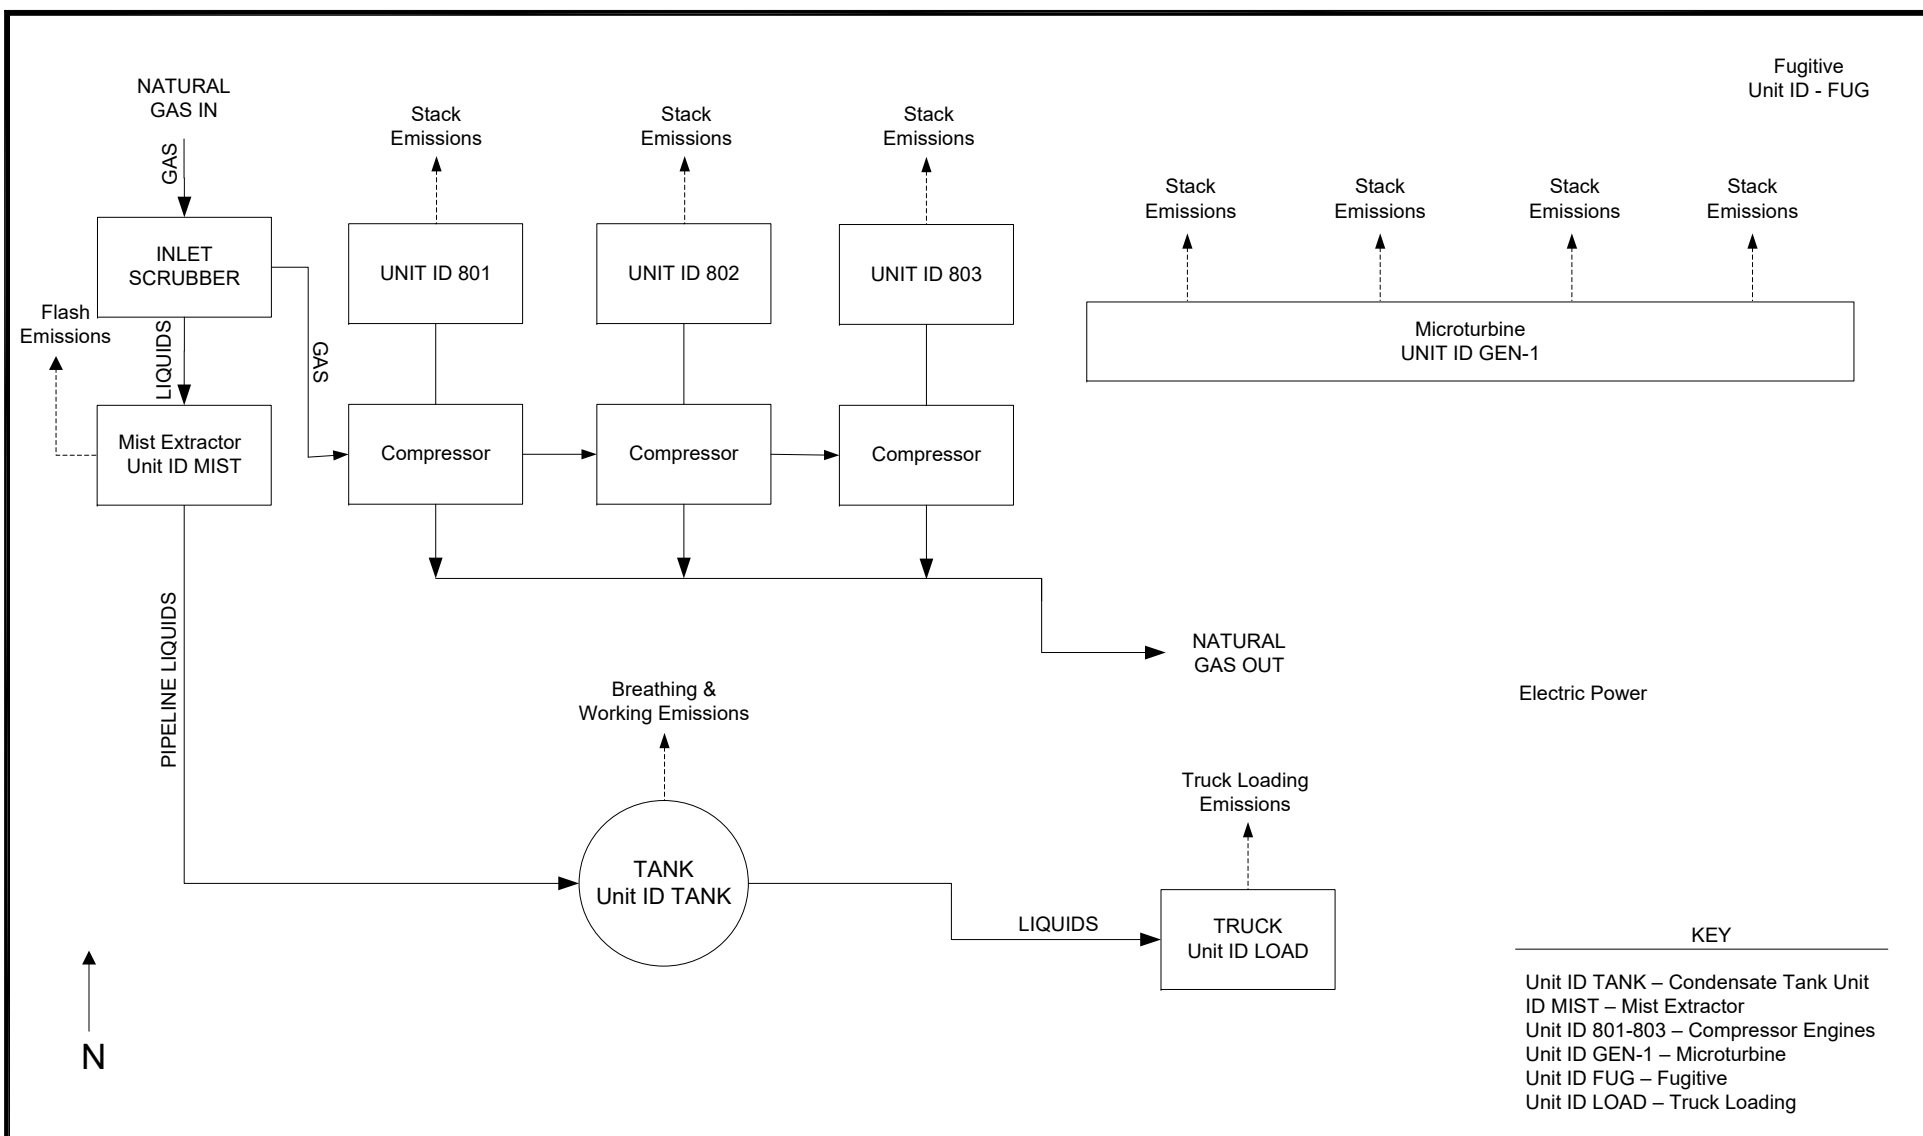 NATURAL
GAS IN
Fugitive
Unit ID - FUG
Stack
Emissions
Stack
Emissions
Stack
Emissions
GAS
Stack
Emissions
Stack
Emissions
Stack
Emissions
Stack
Emissions
INLET
SCRUBBER
UNIT ID 801
UNIT ID 802
UNIT ID 803
Flash
Emissions
LIQUIDS
GAS
Microturbine
UNIT ID GEN-1
Mist Extractor
Unit ID MIST
Compressor
Compressor
Compressor
PIPELINE LIQUIDS
NATURAL
GAS OUT
Electric Power
Breathing &
Working Emissions
Truck Loading
Emissions
TANK
Unit ID TANK
LIQUIDS
TRUCK
Unit ID LOAD
N
KEY
Unit ID TANK – Condensate Tank Unit
ID MIST – Mist Extractor
Unit ID 801-803 – Compressor Engines
Unit ID GEN-1 – Microturbine
Unit ID FUG – Fugitive
Unit ID LOAD – Truck Loading